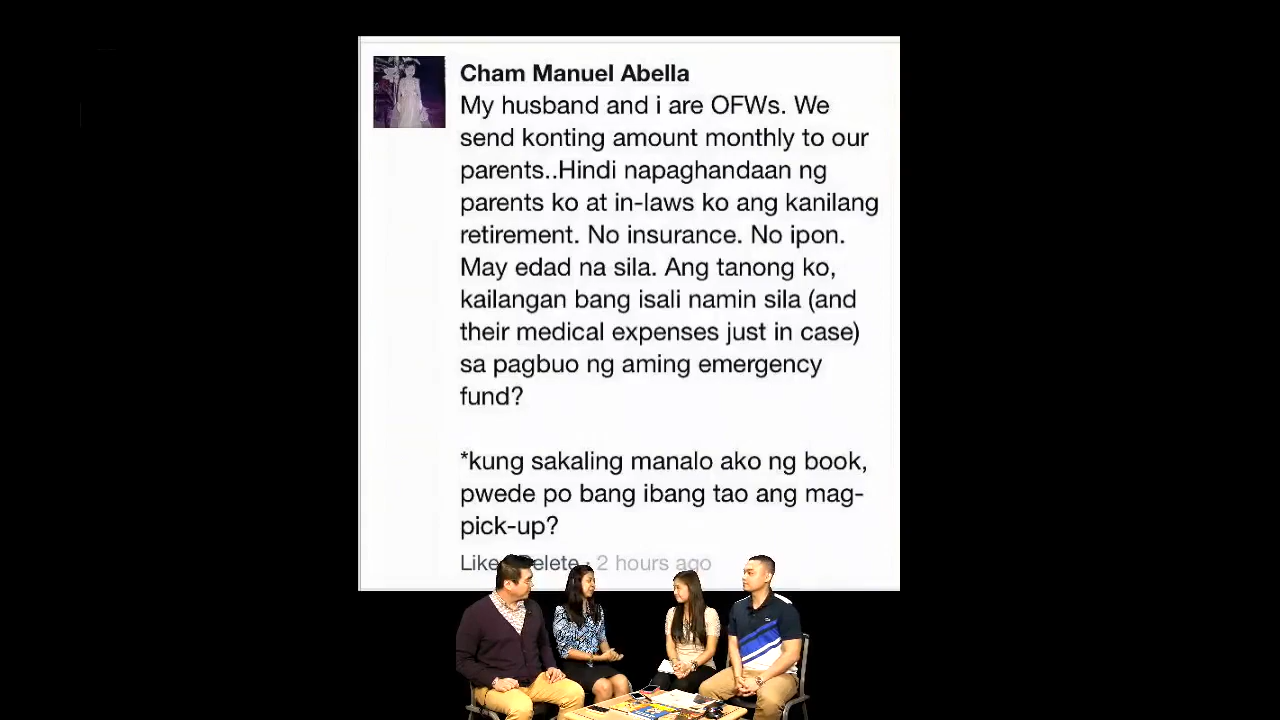 Cham Manuel Abella
My husband and i are OFWs. We
send konting amount monthly to our
parents..Hindi napaghandaan ng
parents ko at in-laws ko ang kanilang
retirement. No insurance. No ipon.
May edad na sila. Ang tanong ko,
kailangan bang isali namin sila (and
their medical expenses just in case)
sa pagbuo ng aming emergency
fund?
*kung sakaling manalo ako ng book,
pwede po bang ibang tao ang mag-
pick-up?
Like · Delete · 2 hours ago